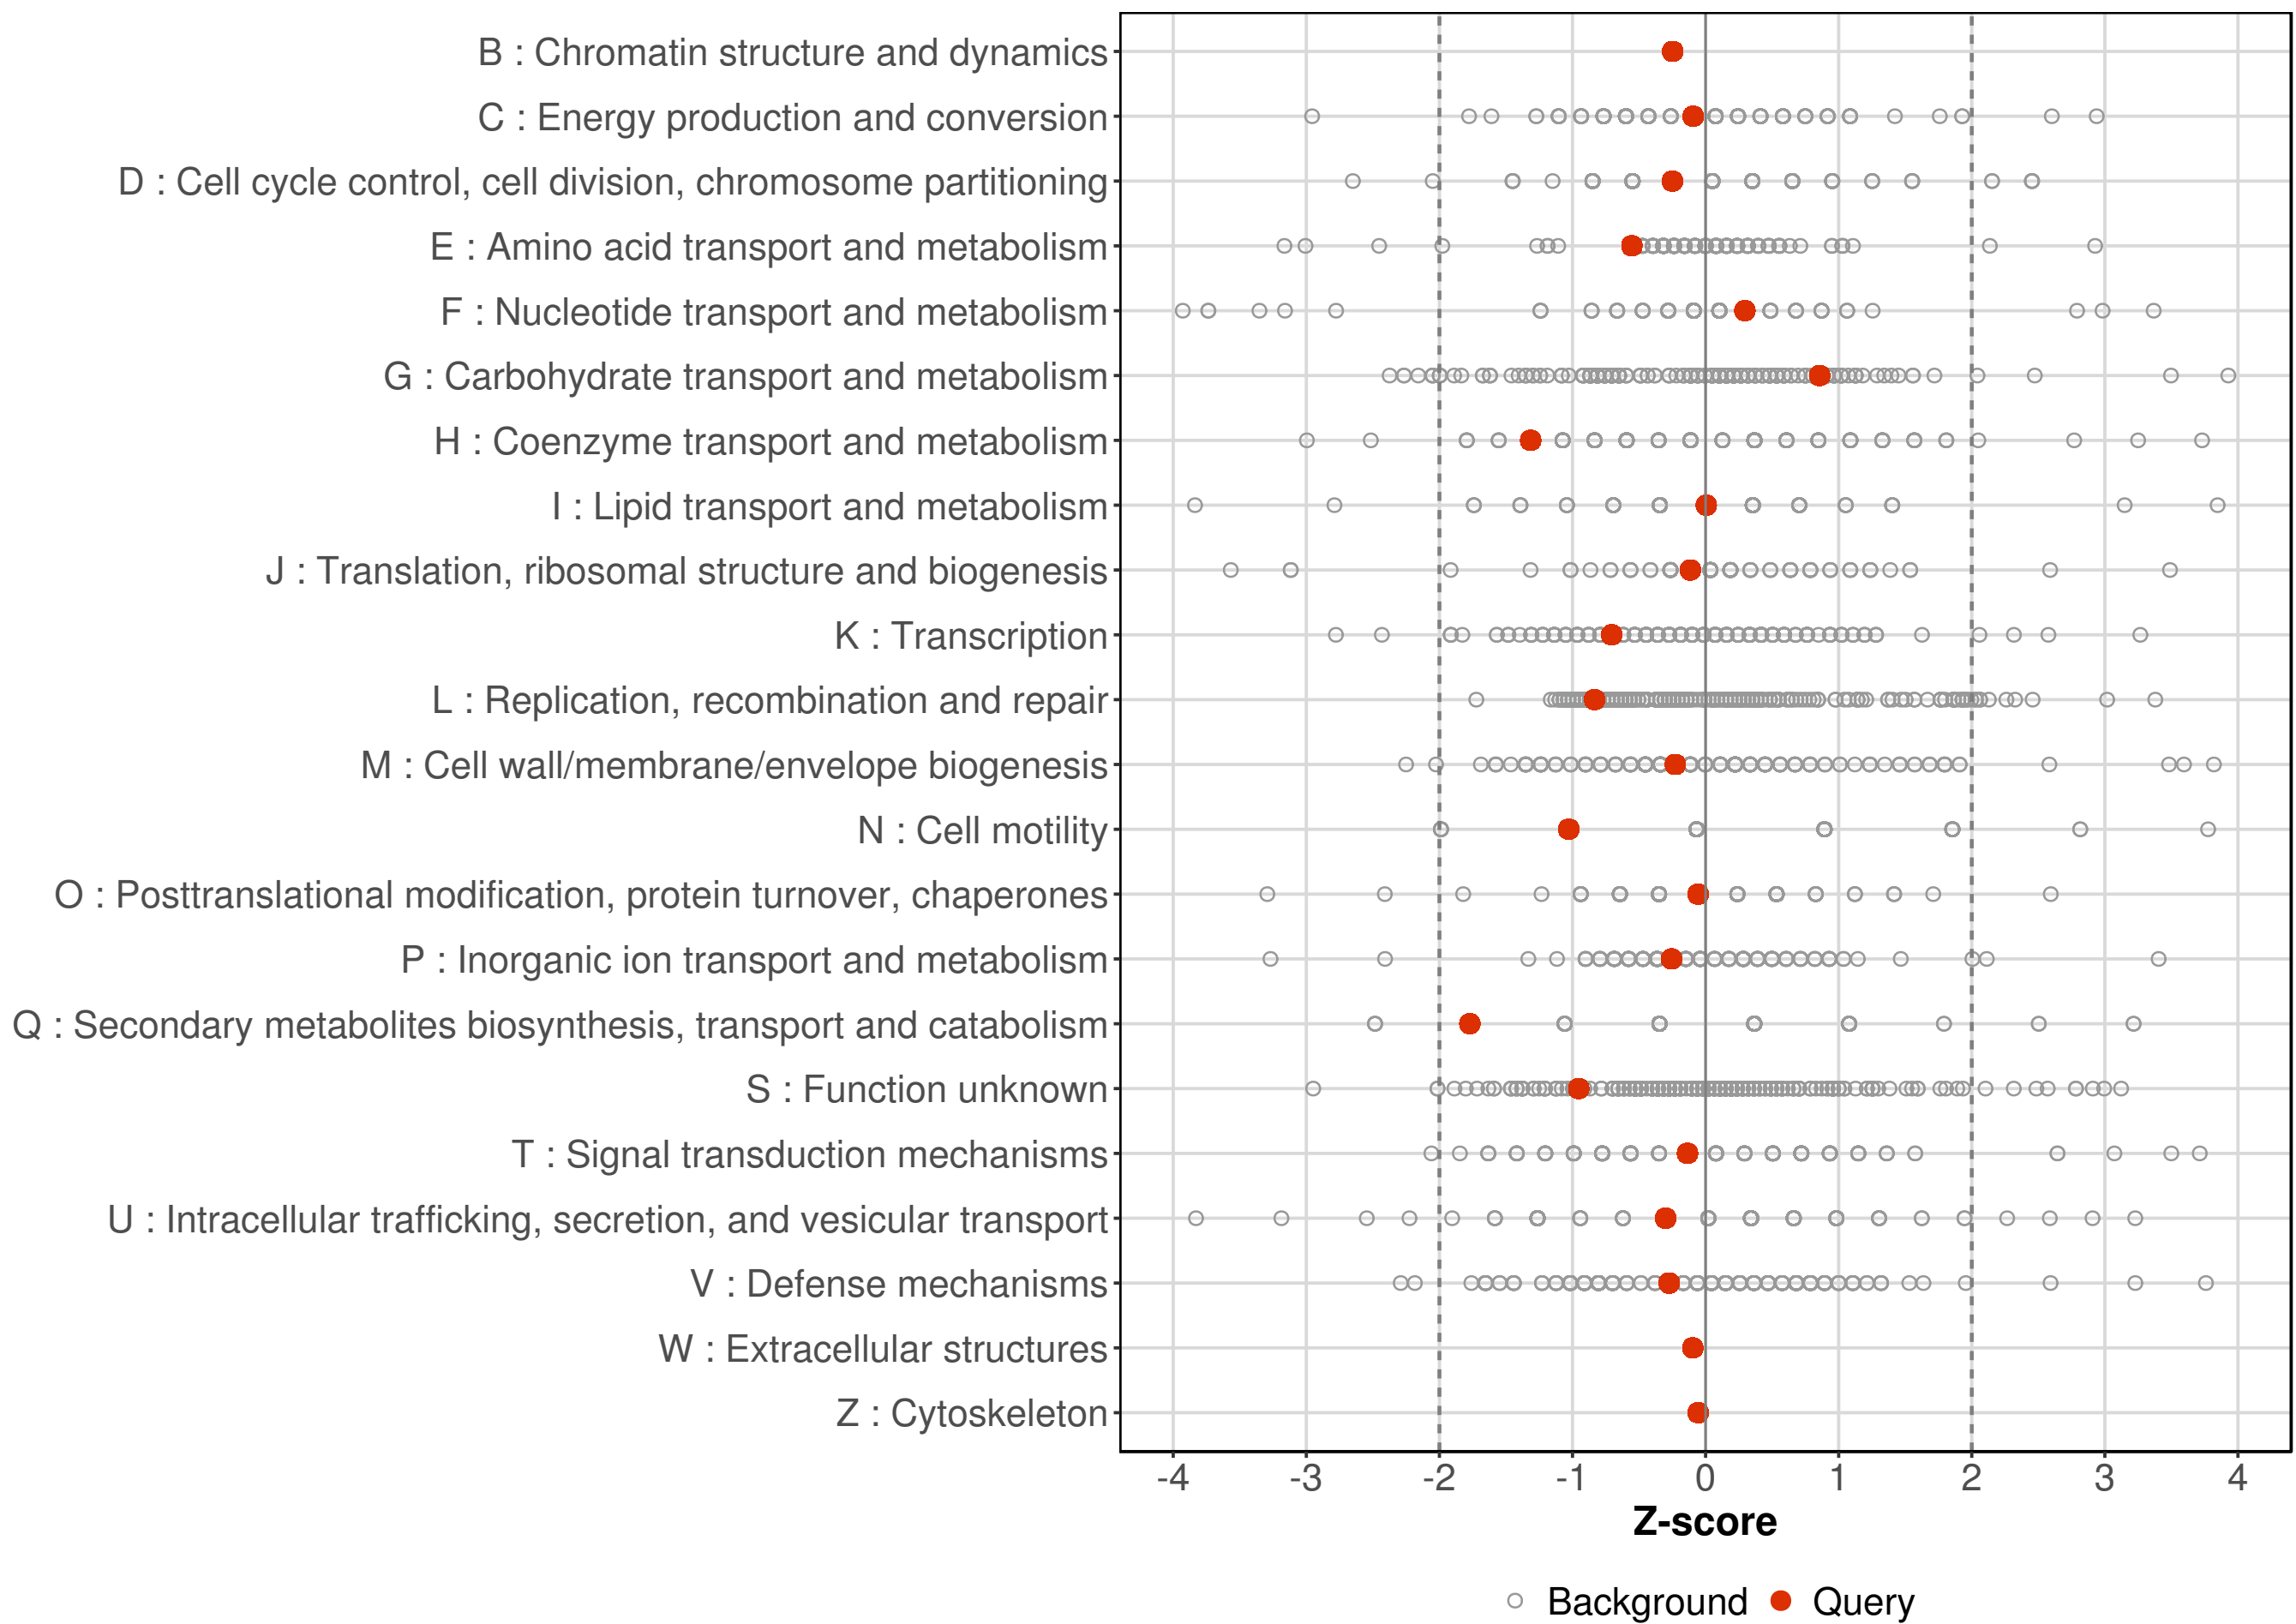 B : Chromatin structure and dynamics
C : Energy production and conversion
D : Cell cycle control, cell division, chromosome partitioning
E : Amino acid transport and metabolism
F : Nucleotide transport and metabolism
G : Carbohydrate transport and metabolism
H : Coenzyme transport and metabolism
I : Lipid transport and metabolism
J : Translation, ribosomal structure and biogenesis
K : Transcription
L : Replication, recombination and repair
M : Cell wall/membrane/envelope biogenesis
N : Cell motility
O : Posttranslational modification, protein turnover, chaperones
P : Inorganic ion transport and metabolism
Q : Secondary metabolites biosynthesis, transport and catabolism
S : Function unknown
T : Signal transduction mechanisms
U : Intracellular trafficking, secretion, and vesicular transport
V : Defense mechanisms
W : Extracellular structures
Z : Cytoskeleton
-4 -3 -2 -1 0 1 2 3 4
Z-score
Background Query